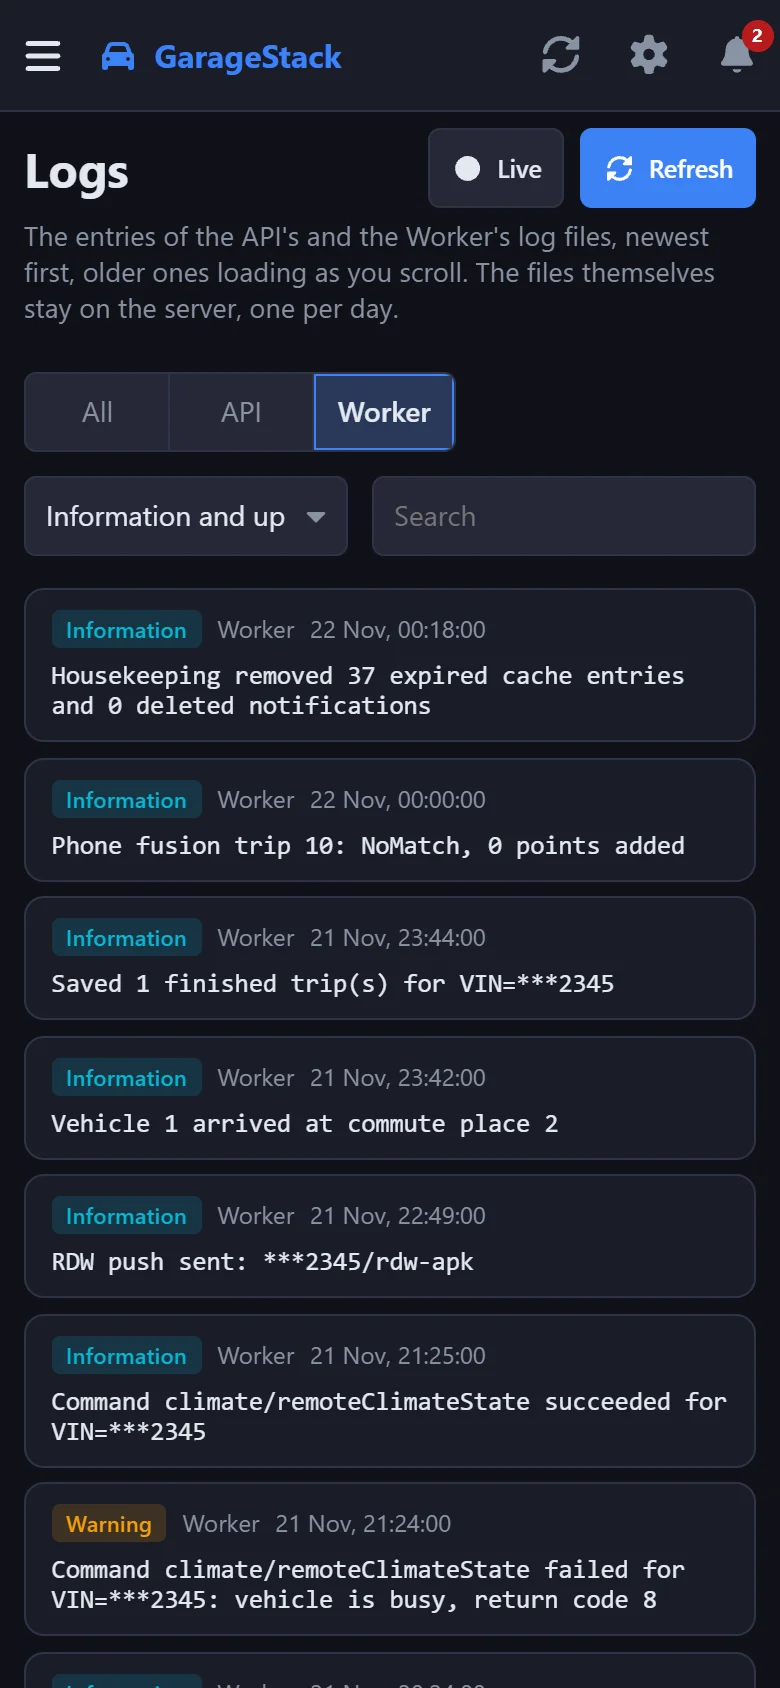 GarageStack
2
Logs
Live
Refresh
The entries of the API's and the Worker's log files, newest
first, older ones loading as you scroll. The files themselves
stay on the server, one per day.
All
API
Worker
Information and up
Search
Information Worker 22 Nov, 00:18:00
Housekeeping removed 37 expired cache entries
and 0 deleted notifications
Information Worker 22 Nov, 00:00:00
Phone fusion trip 10: NoMatch, 0 points added
Information Worker 21 Nov, 23:44:00
Saved 1 finished trip(s) for VIN=***2345
Information Worker 21 Nov, 23:42:00
Vehicle 1 arrived at commute place 2
Information Worker 21 Nov, 22:49:00
RDW push sent: ***2345/rdw-apk
Information Worker 21 Nov, 21:25:00
Command climate/remoteClimateState succeeded for
VIN=***2345
Warning Worker 21 Nov, 21:24:00
Command climate/remoteClimateState failed for
VIN=***2345: vehicle is busy, return code 8